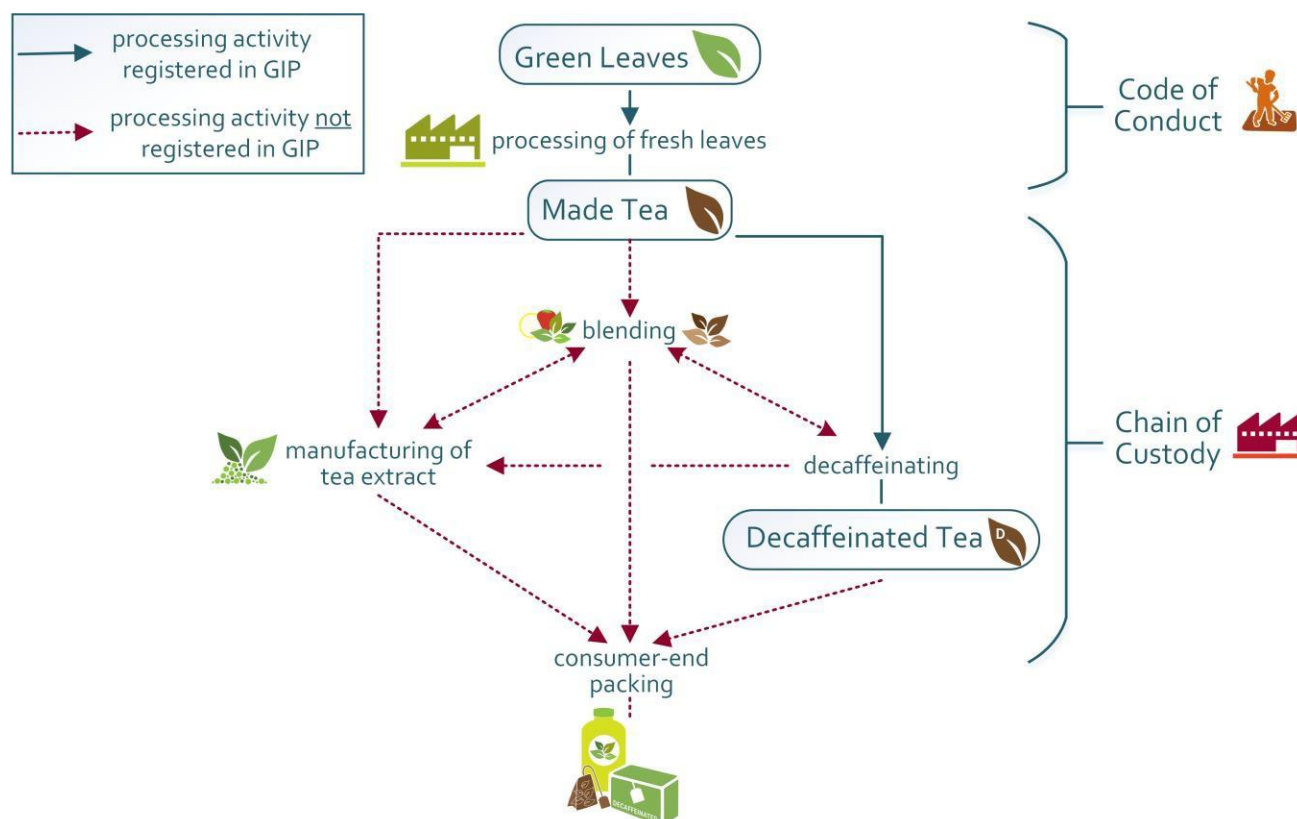 processing activity
registered in GIP
processing activity not
registered in GIP
Green Leaves
processing of fresh leaves
Made Tea
blending
manufacturing of
tea extract
decaffeinating
Decaffeinated Tea
D
consumer-end
packing
DECAFFEINATED
Code of
Conduct
Chain of
Custody